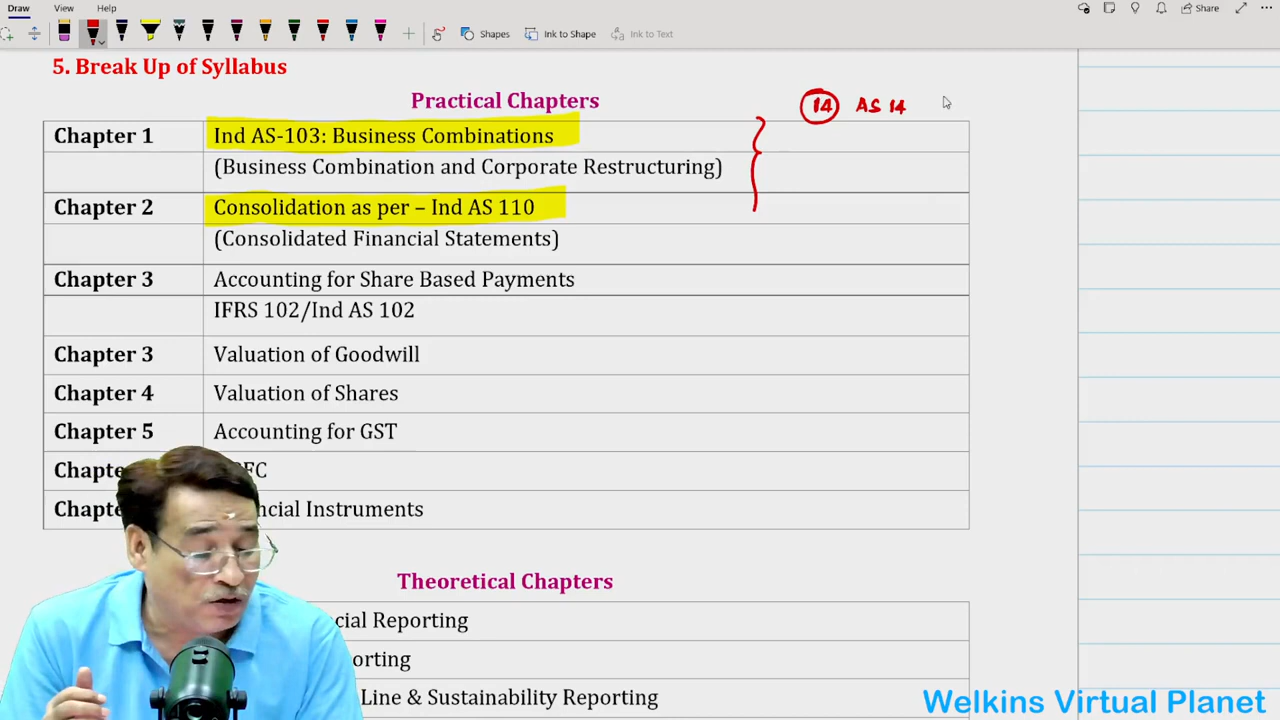 Draw View Help
Share
Shapes Ink to Shape Ink to Text
5. Break Up of Syllabus
Practical Chapters
14 AS 14
Chapter 1 Ind AS-103: Business Combinations
(Business Combination and Corporate Restructuring)
Chapter 2 Consolidation as per – Ind AS 110
(Consolidated Financial Statements)
Chapter 3 Accounting for Share Based Payments
IFRS 102/Ind AS 102
Chapter 3 Valuation of Goodwill
Chapter 4 Valuation of Shares
Chapter 5 Accounting for GST
Chapte FC
Chapte ncial Instruments
Theoretical Chapters
cial Reporting
orting
Line & Sustainability Reporting
Welkins Virtual Planet